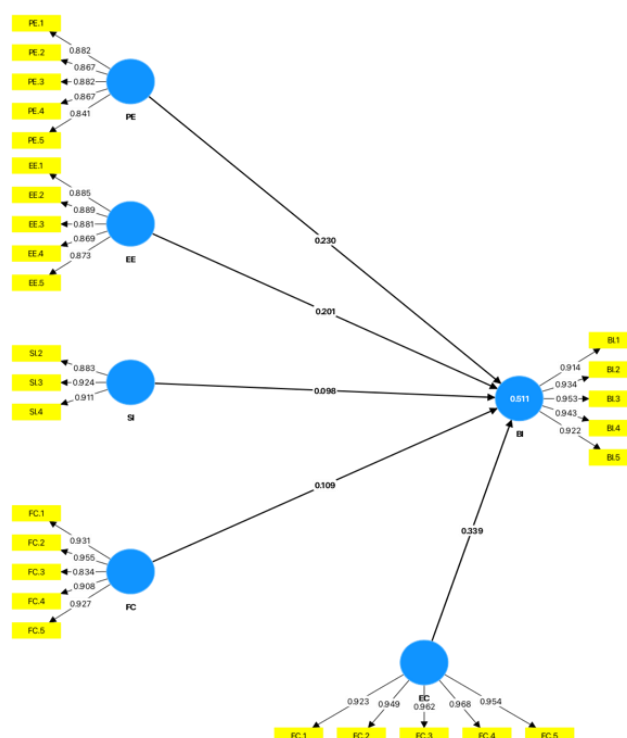 PE.1
0.882
PE.2
0.867
PE.3
0.882
PE.4
0.867
PE.5
0.841
PE
EE.1
0.885
EE.2
0.889
EE.3
0.881
EE.4
0.869
EE.5
0.873
EE
0.230
0.201
SI.2
0.883
SI.3
0.924
SI.4
0.911
SI
0.098
BI.1
0.914
BI.2
0.934
BI.3
0.953
BI.4
0.943
BI.5
0.922
0.511
BI
0.109
FC.1
0.931
FC.2
0.955
FC.3
0.834
FC.4
0.908
FC.5
0.927
FC
0.339
EC
0.923
0.949
0.962
0.968
0.954
EC.1
EC.2
EC.3
EC.4
EC.5